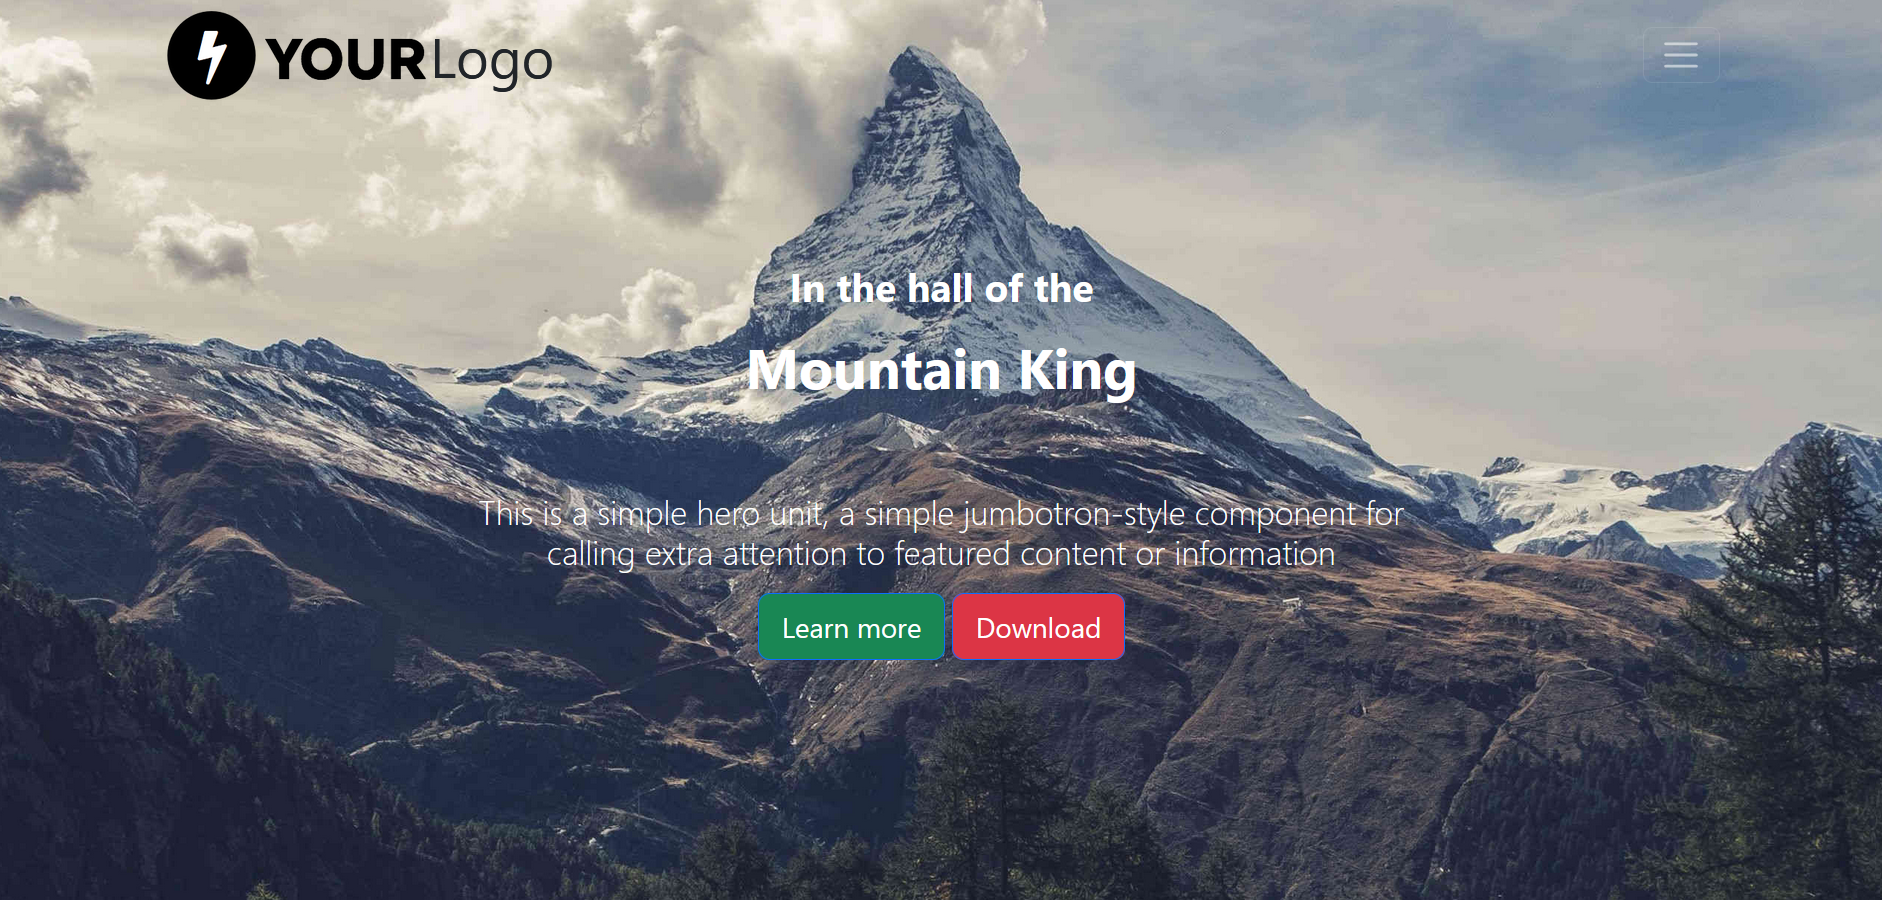 YOURLogo
In the hall of the
Mountain King
This is a simple hero unit, a simple jumbotron-style component for
calling extra attention to featured content or information
Learn more Download